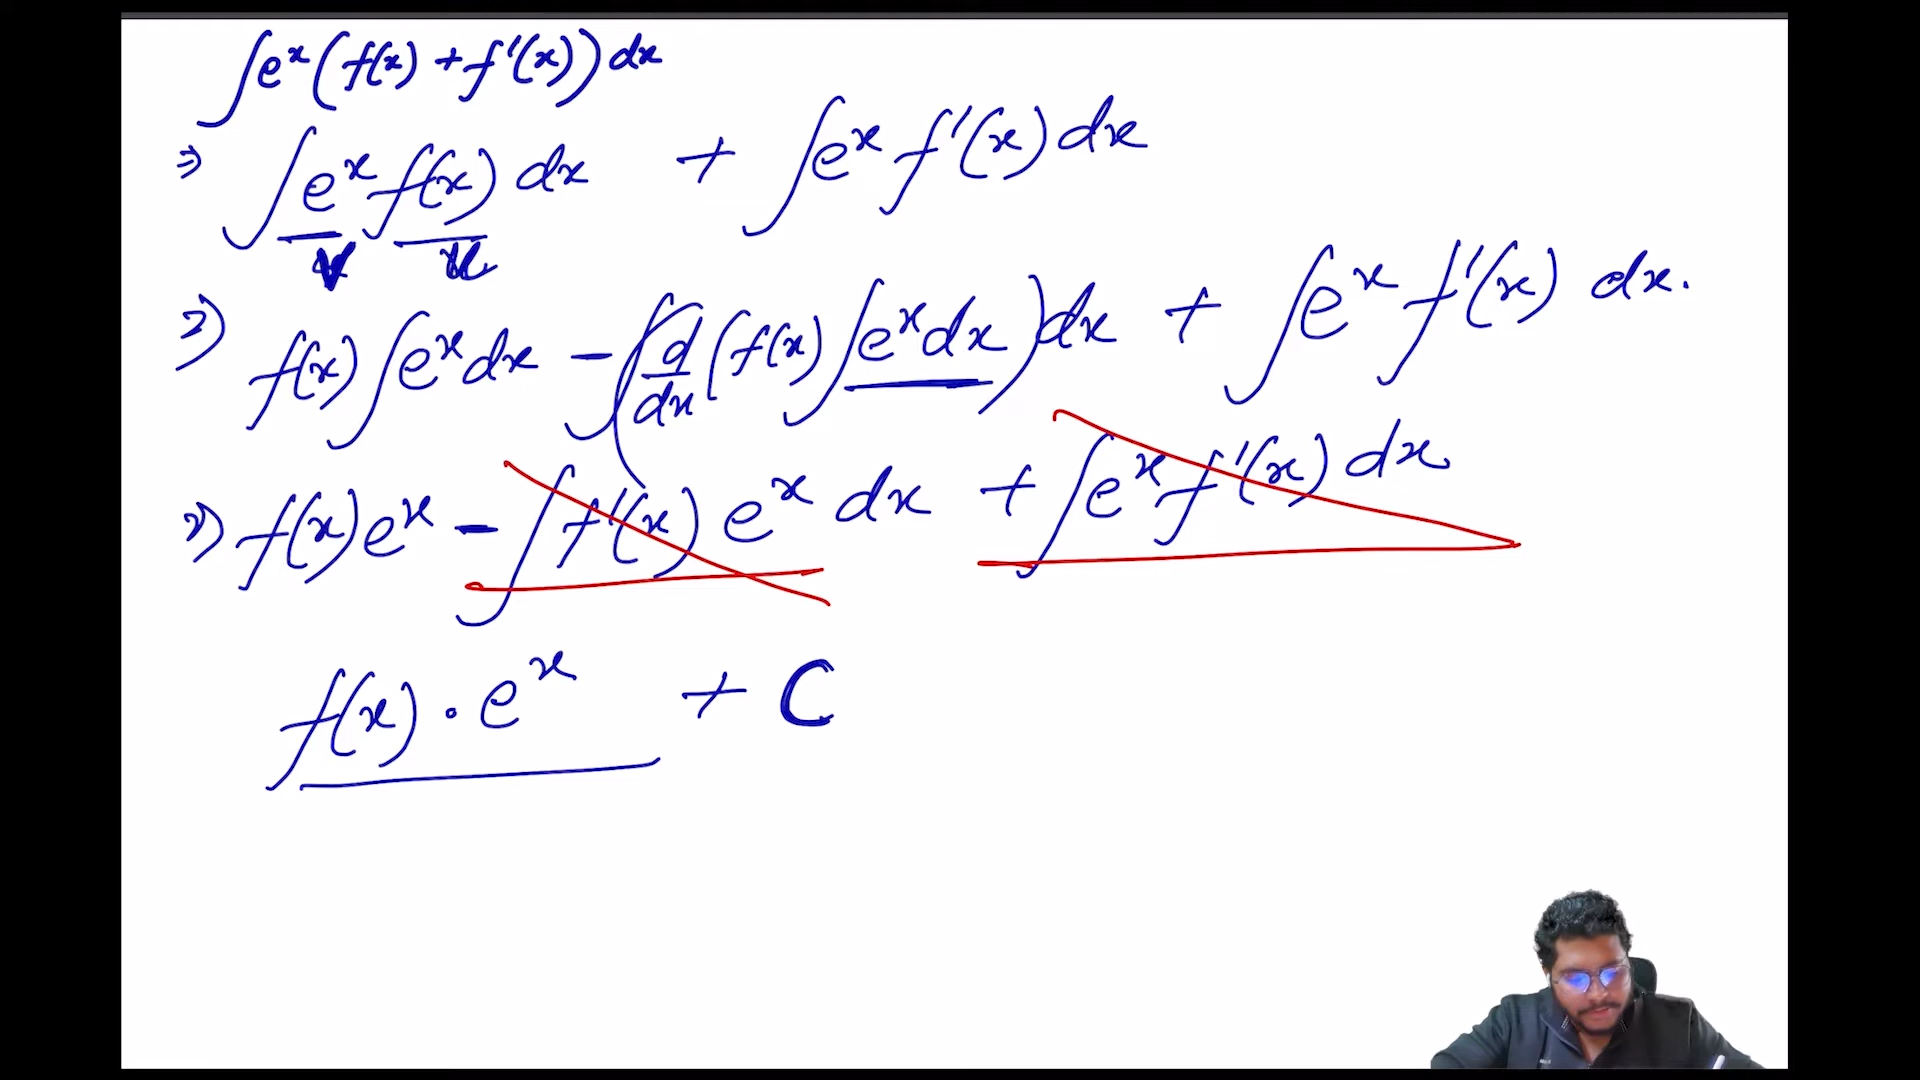 ∫eˣ(f(x) + f'(x)) dx
⇒ ∫eˣ f(x) dx + ∫eˣ f'(x) dx
V u
⇒ f(x) ∫eˣ dx - ∫(d/dx (f(x) ∫eˣ dx) dx + ∫eˣ f'(x) dx.
⇒ f(x) eˣ - ∫ f'(x) eˣ dx + ∫eˣ f'(x) dx
f(x) · eˣ + C